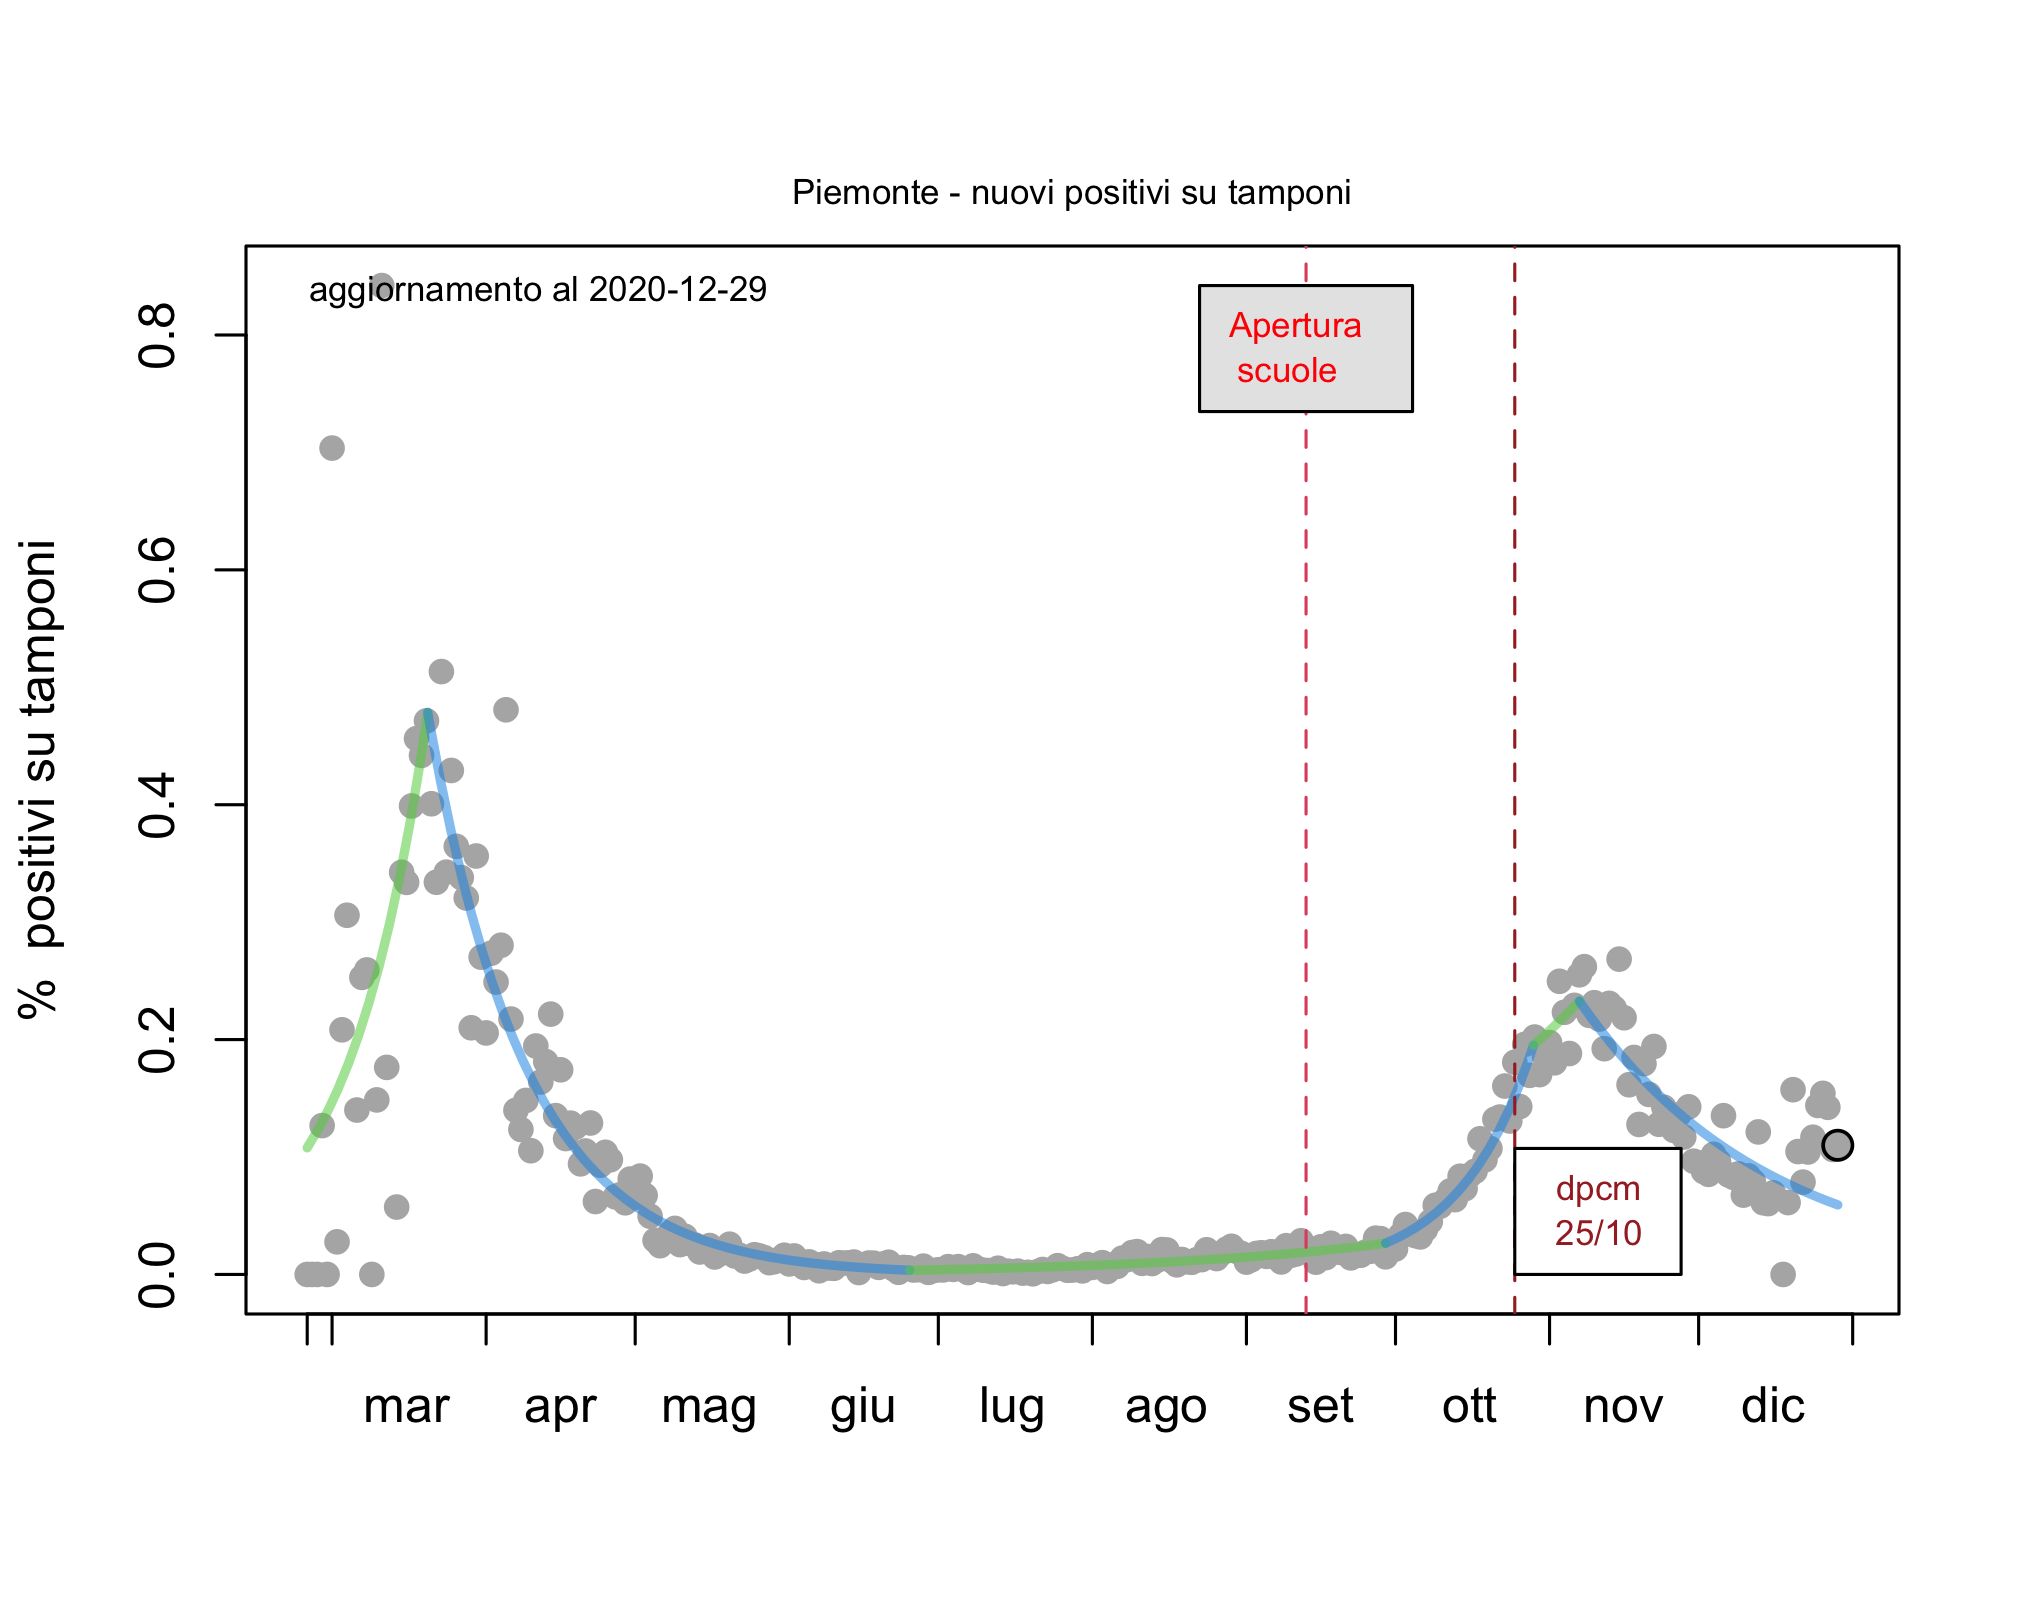 Piemonte - nuovi positivi su tamponi
aggiornamento al 2020-12-29
Apertura
scuole
dpcm
25/10
% positivi su tamponi
0.8
0.6
0.4
0.2
0.0
mar apr mag giu lug ago set ott nov dic